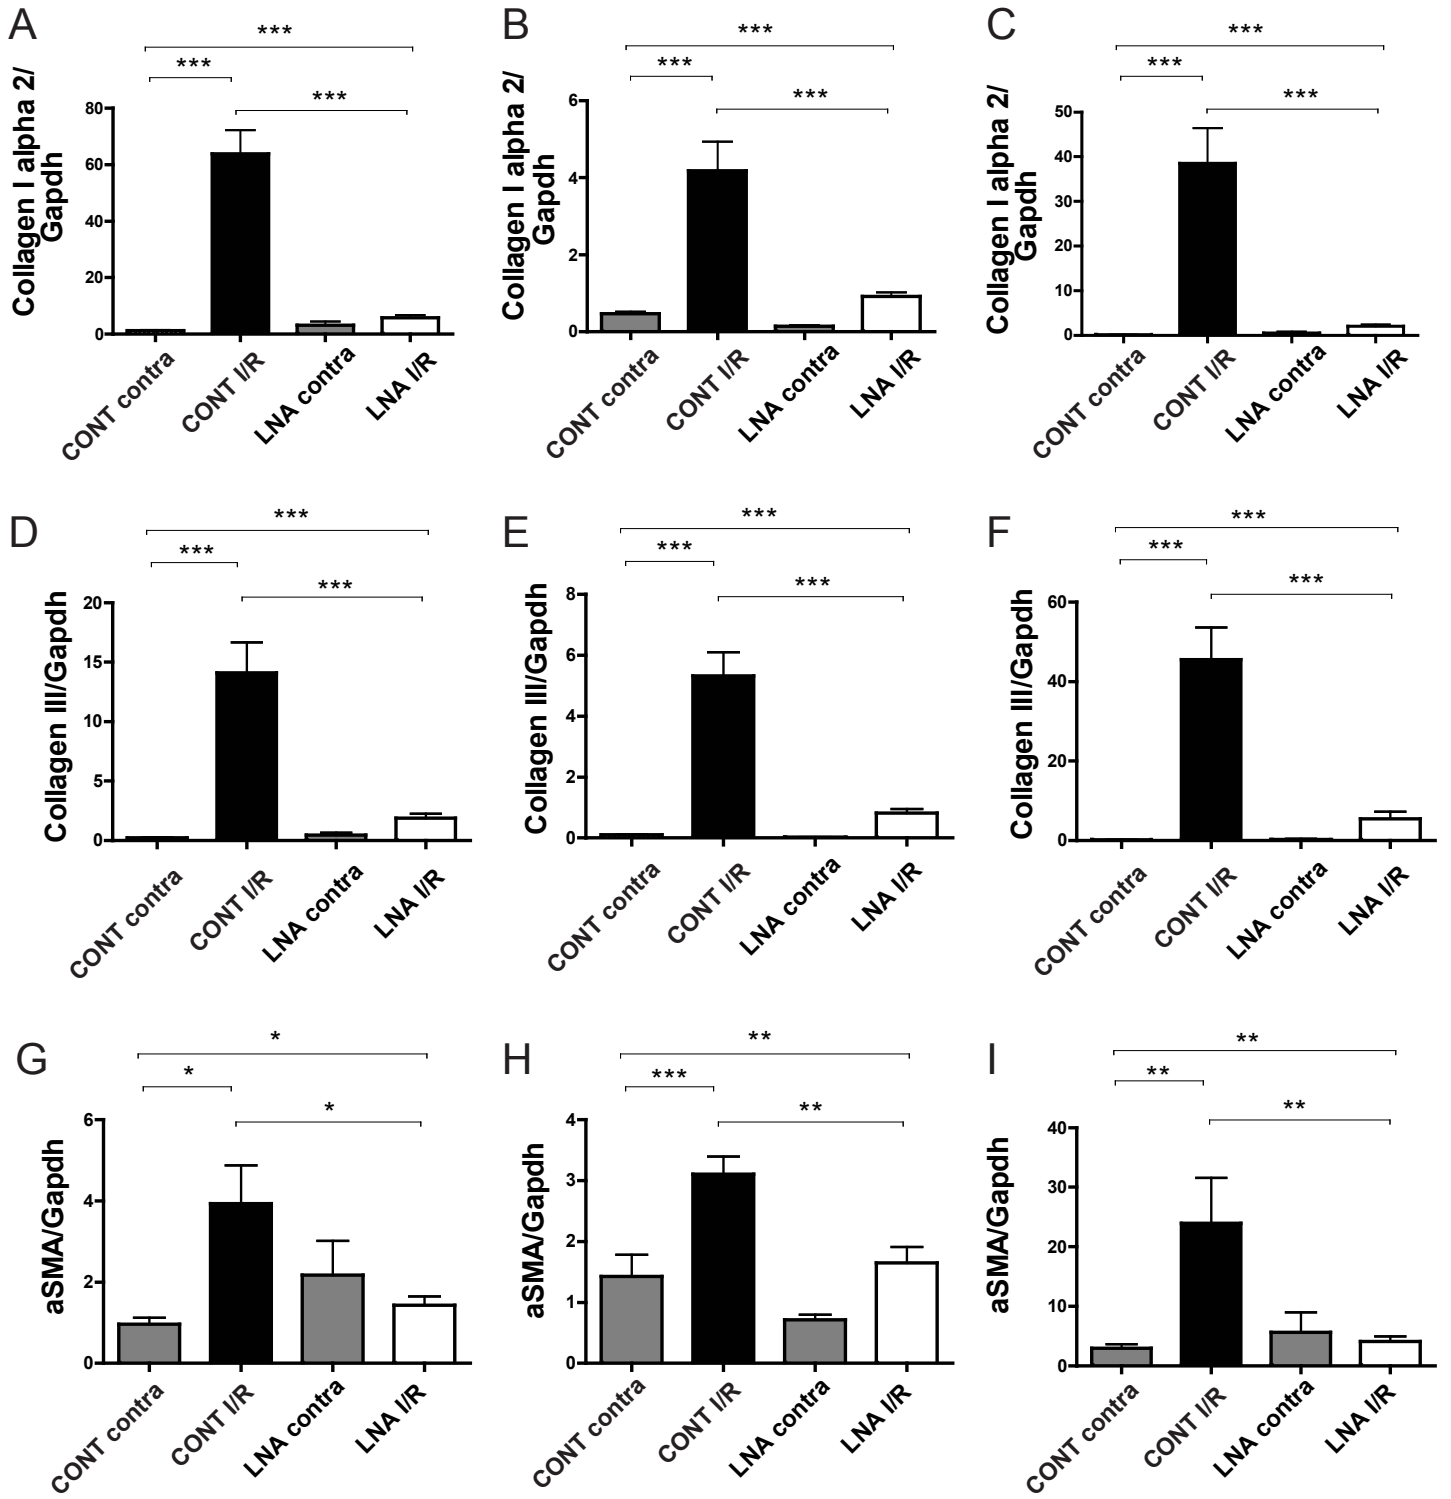 A
***
***
***
Collagen I alpha 2/
Gapdh
80
60
40
20
0
CONT contra
CONT I/R
LNA contra
LNA I/R
B
***
***
***
Collagen I alpha 2/
Gapdh
6
4
2
0
CONT contra
CONT I/R
LNA contra
LNA I/R
C
***
***
***
Collagen I alpha 2/
Gapdh
50
40
30
20
10
0
CONT contra
CONT I/R
LNA contra
LNA I/R
D
***
***
***
Collagen III/Gapdh
20
15
10
5
0
CONT contra
CONT I/R
LNA contra
LNA I/R
E
***
***
***
Collagen III/Gapdh
8
6
4
2
0
CONT contra
CONT I/R
LNA contra
LNA I/R
F
***
***
***
Collagen III/Gapdh
60
40
20
0
CONT contra
CONT I/R
LNA contra
LNA I/R
G
*
*
*
aSMA/Gapdh
6
4
2
0
CONT contra
CONT I/R
LNA contra
LNA I/R
H
**
***
**
aSMA/Gapdh
4
3
2
1
0
CONT contra
CONT I/R
LNA contra
LNA I/R
I
**
**
**
aSMA/Gapdh
40
30
20
10
0
CONT contra
CONT I/R
LNA contra
LNA I/R